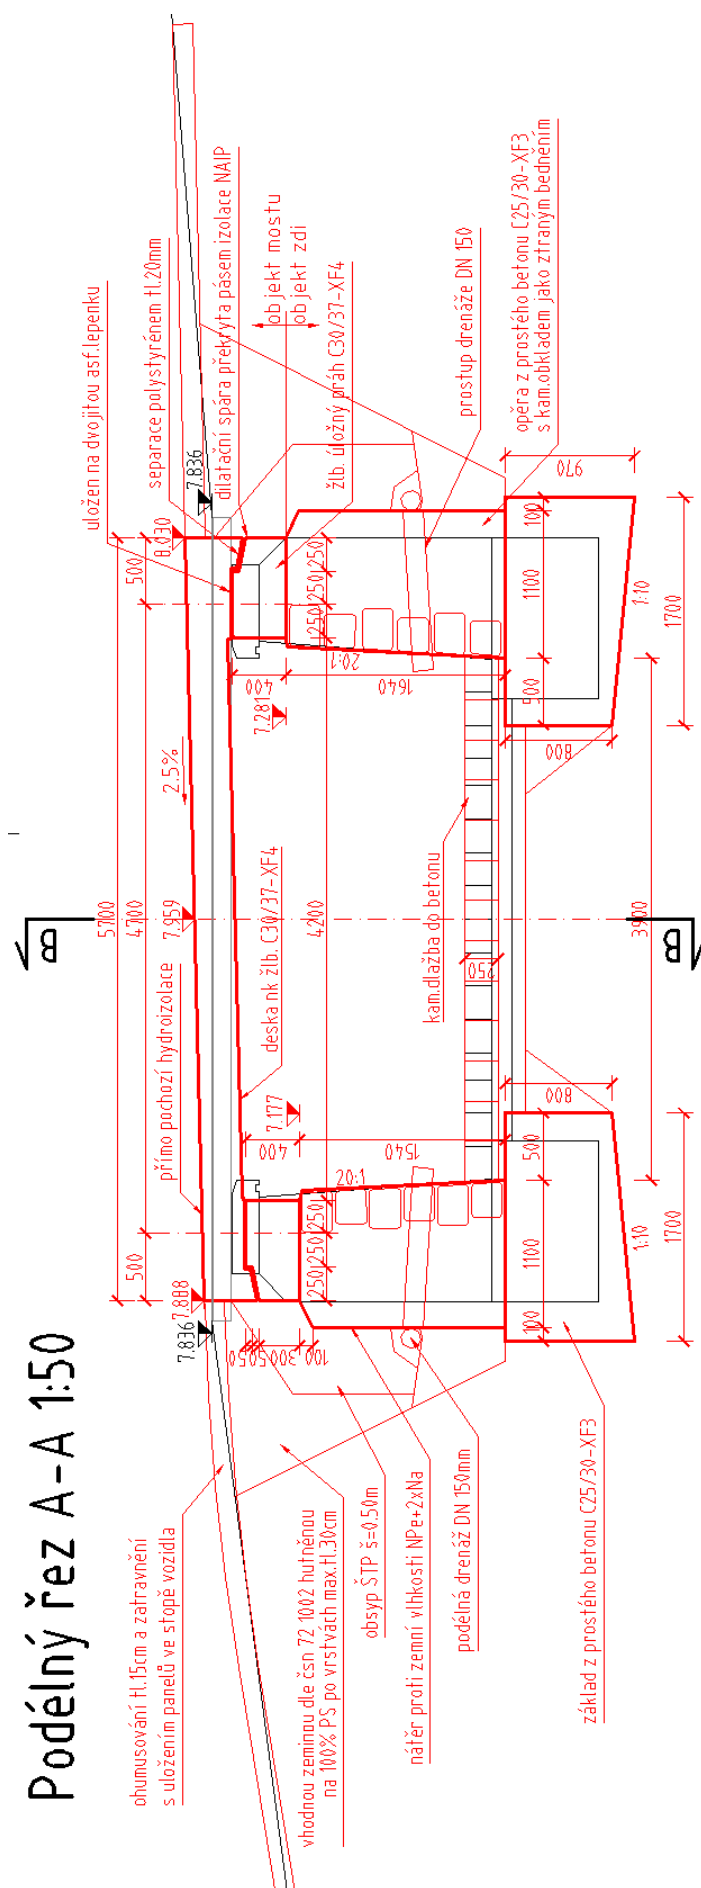 Podélný řez A-A 1:50
ohumusování tl.15cm a zatravnění
s uložením panelů ve stopě vozidla
vhodnou zeminou dle čsn 72 1002 hutněnou
na 100% PS po vrstvách max.tl.30cm
obsyp ŠTP š=0.50m
nátěr proti zemní vlhkosti NPe+2xNa
podélná drenáž DN 150mm
základ z prostého betonu C25/30-XF3
přímo pochozí hydroizolace
deska nk žlb. C30/37-XF4
kam.dlažba do betonu
uložen na dvojitou asf.lepenku
separace polystyrénem tl.20mm
dilatační spára překryta pásem izolace NAIP
objekt mostu
objekt zdi
žlb. úložný práh C30/37-XF4
prostup drenáže DN 150
opěra z prostého betonu C25/30-XF3
s kam.obkladem jako ztraným bedněním
B
B
5700
500
4700
500
7.836
7.888
7.959
8.030
7.836
2.5%
4200
250
250
250
250
250
250
50
50
300
100
400
1540
7.177
20:1
400
1640
7.281
20:1
250
800
800
970
100
1100
500
3900
500
1100
100
1:10
1700
1:10
1700